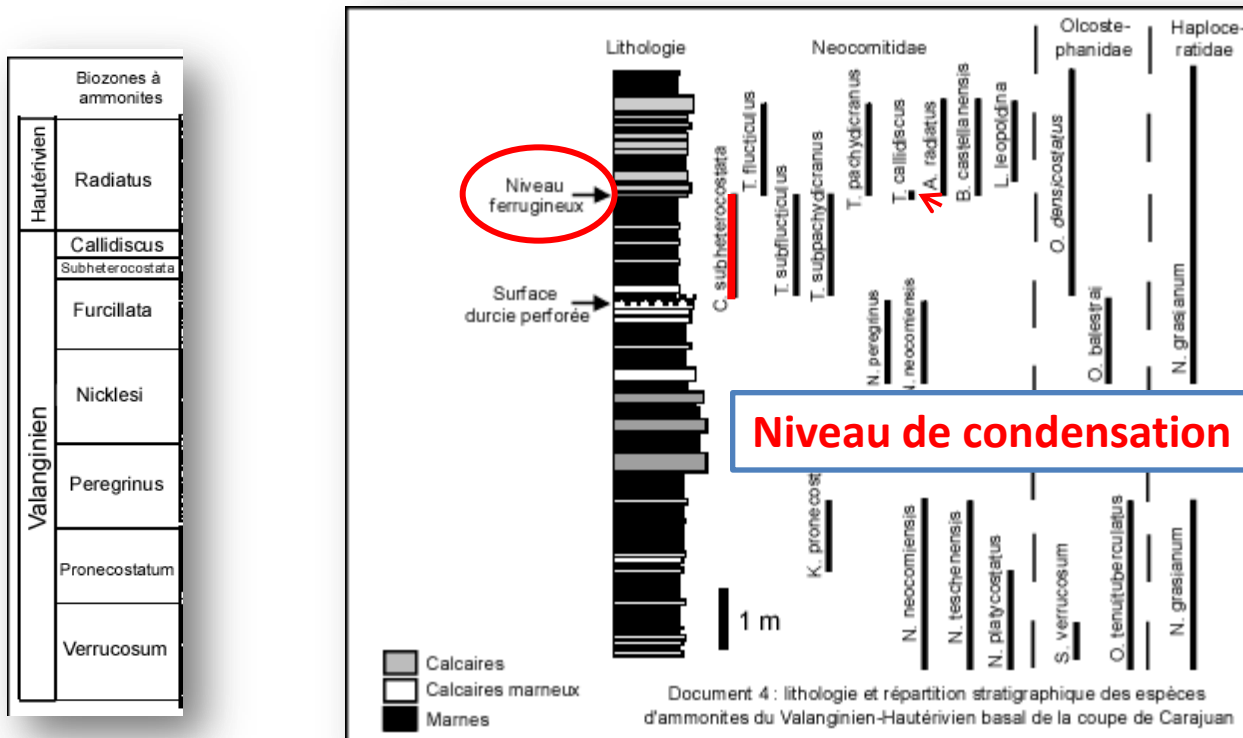 Biozones à
ammonites
Hautérivien
Radiatus
Valanginien
Callidiscus
Subheterocostata
Furcillata
Nicklesi
Peregrinus
Pronecostatum
Verrucosum
Lithologie
Neocomitidae
Olcoste-
phanidae
Haploce-
ratidae
Niveau
ferrugineux
Surface
durcie perforée
C. subheterocostata
T. flucticulus
T. subflucticulus
T. subpachydicranus
T. pachydicranus
T. callidiscus
A. radiatus
B. castellanensis
L. leopoldina
O. densicostatus
N. peregrinus
N. neocomiensis
O. balestrai
N. grasianum
Niveau de condensation
K. pronecost
N. neocomiensis
N. teschenensis
N. platycostatus
S. verrucosum
O. tenuituberculatus
N. grasianum
1 m
Calcaires
Calcaires marneux
Marnes
Document 4 : lithologie et répartition stratigraphique des espèces
d'ammonites du Valanginien-Hautérivien basal de la coupe de Carajuan